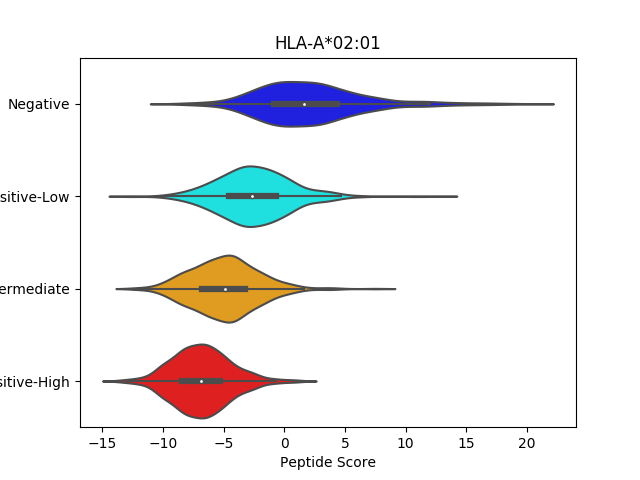 HLA-A*02:01
Negative
sitive-Low
ermediate
sitive-High
−15 −10 −5 0 5 10 15 20
Peptide Score